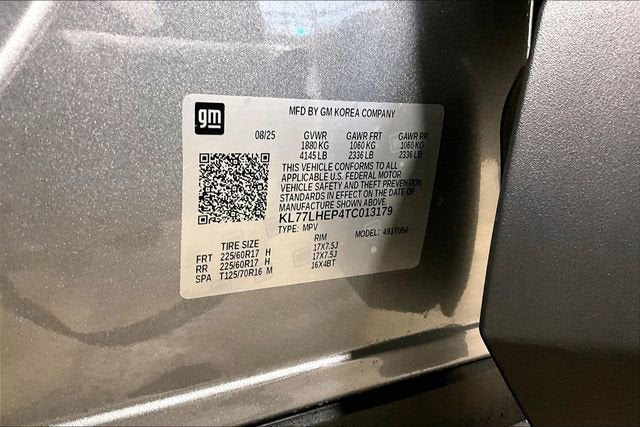 gm
MFD BY GM KOREA COMPANY
08/25 GVWR GAWR FRT GAWR RR
1880 KG 1060 KG 1060 KG
4145 LB 2336 LB 2336 LB
THIS VEHICLE CONFORMS TO ALL
APPLICABLE U.S. FEDERAL MOTOR
VEHICLE SAFETY AND THEFT PREVENTION
STANDARDS IN EFFECT ON THE DATE OF
MANUFACTURE SHOWN ABOVE.
KL77LHEP4TC013179
TYPE: MPV MODEL:
TIRE SIZE RIM
FRT 225/60R17 H 17X7.5J
RR 225/60R17 H 17X7.5J
SPA T125/70R16 M 16X4BT